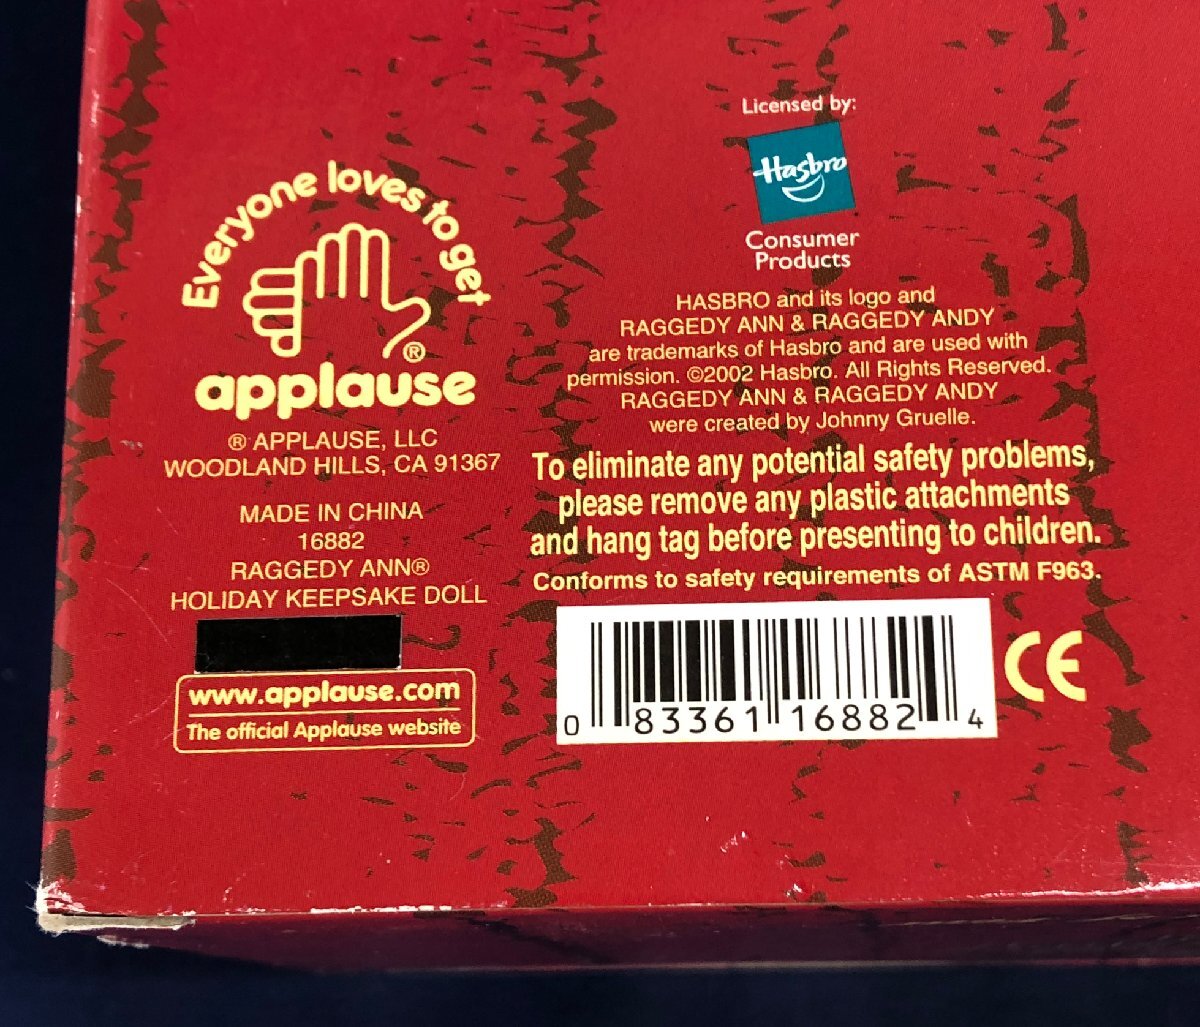 Everyone loves to get
®
applause
® APPLAUSE, LLC
WOODLAND HILLS, CA 91367
MADE IN CHINA
16882
RAGGEDY ANN®
HOLIDAY KEEPSAKE DOLL
www.applause.com
The official Applause website
Licensed by:
Hasbro
Consumer
Products
HASBRO and its logo and
RAGGEDY ANN & RAGGEDY ANDY
are trademarks of Hasbro and are used with
permission. ©2002 Hasbro. All Rights Reserved.
RAGGEDY ANN & RAGGEDY ANDY
were created by Johnny Gruelle.
To eliminate any potential safety problems,
please remove any plastic attachments
and hang tag before presenting to children.
Conforms to safety requirements of ASTM F963.
0 83361 16882 4
CE